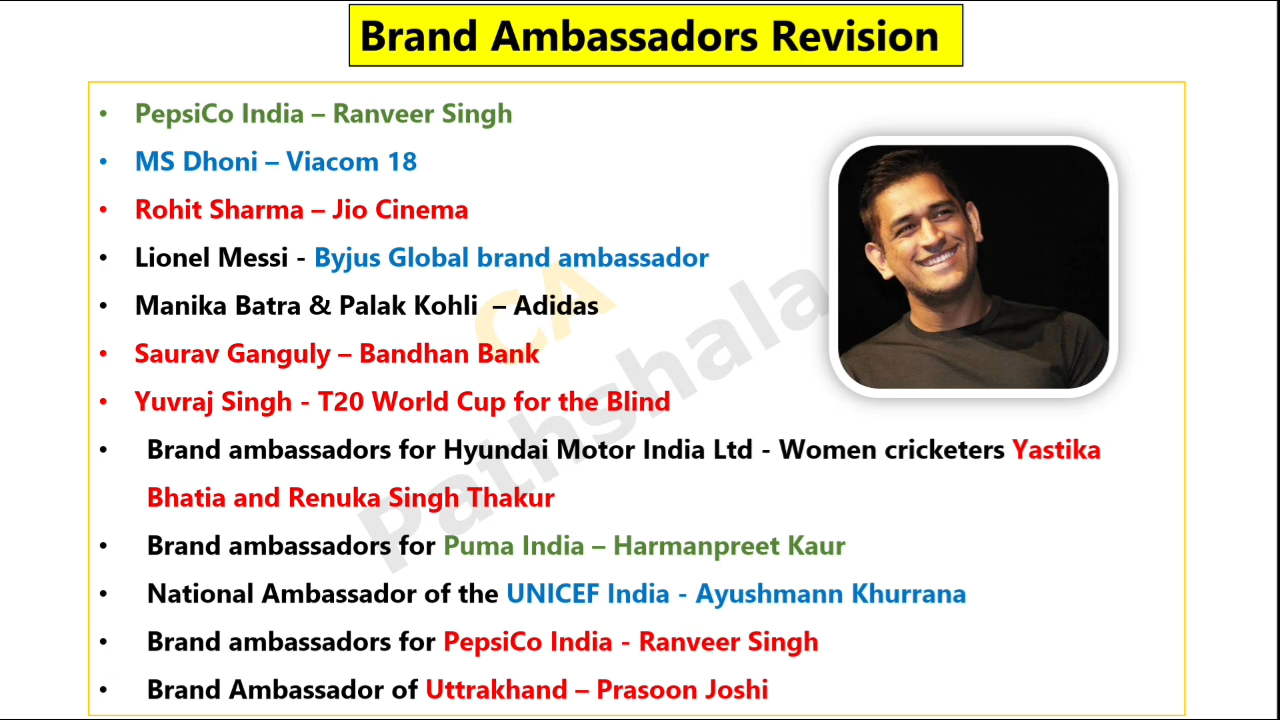 Brand Ambassadors Revision
• PepsiCo India – Ranveer Singh
• MS Dhoni – Viacom 18
• Rohit Sharma – Jio Cinema
• Lionel Messi - Byjus Global brand ambassador
• Manika Batra & Palak Kohli – Adidas
• Saurav Ganguly – Bandhan Bank
• Yuvraj Singh - T20 World Cup for the Blind
• Brand ambassadors for Hyundai Motor India Ltd - Women cricketers Yastika
Bhatia and Renuka Singh Thakur
• Brand ambassadors for Puma India – Harmanpreet Kaur
• National Ambassador of the UNICEF India - Ayushmann Khurrana
• Brand ambassadors for PepsiCo India - Ranveer Singh
• Brand Ambassador of Uttrakhand – Prasoon Joshi
CA
Pathshala